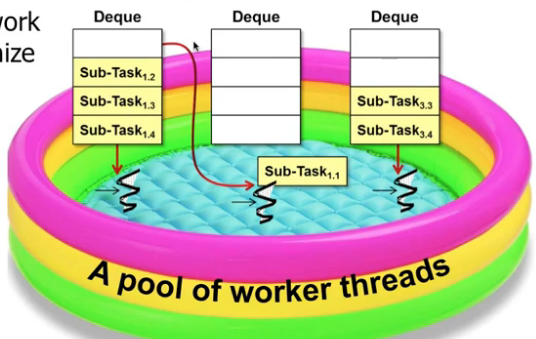 work
nize
Deque
Deque
Deque
Sub-Task1.2
Sub-Task1.3
Sub-Task1.4
Sub-Task3.3
Sub-Task3.4
Sub-Task1.1
A pool of worker threads